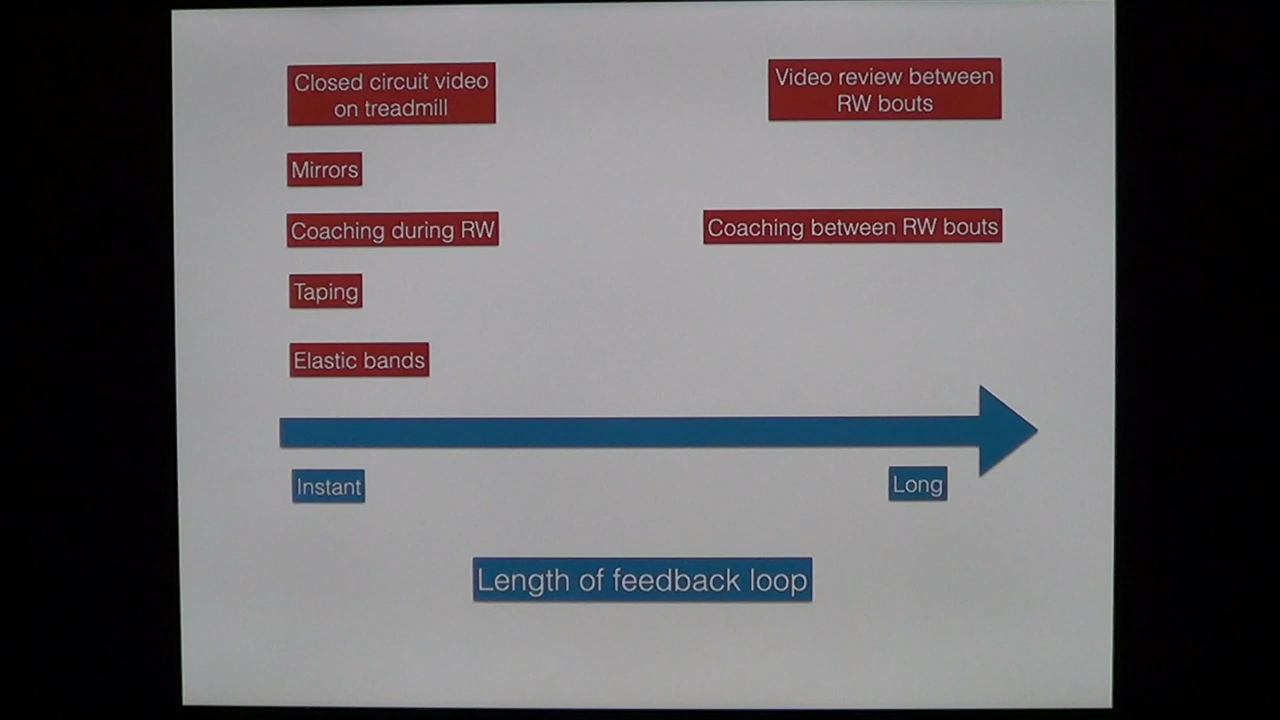 Closed circuit video
on treadmill
Video review between
RW bouts
Mirrors
Coaching during RW
Coaching between RW bouts
Taping
Elastic bands
Instant
Long
Length of feedback loop